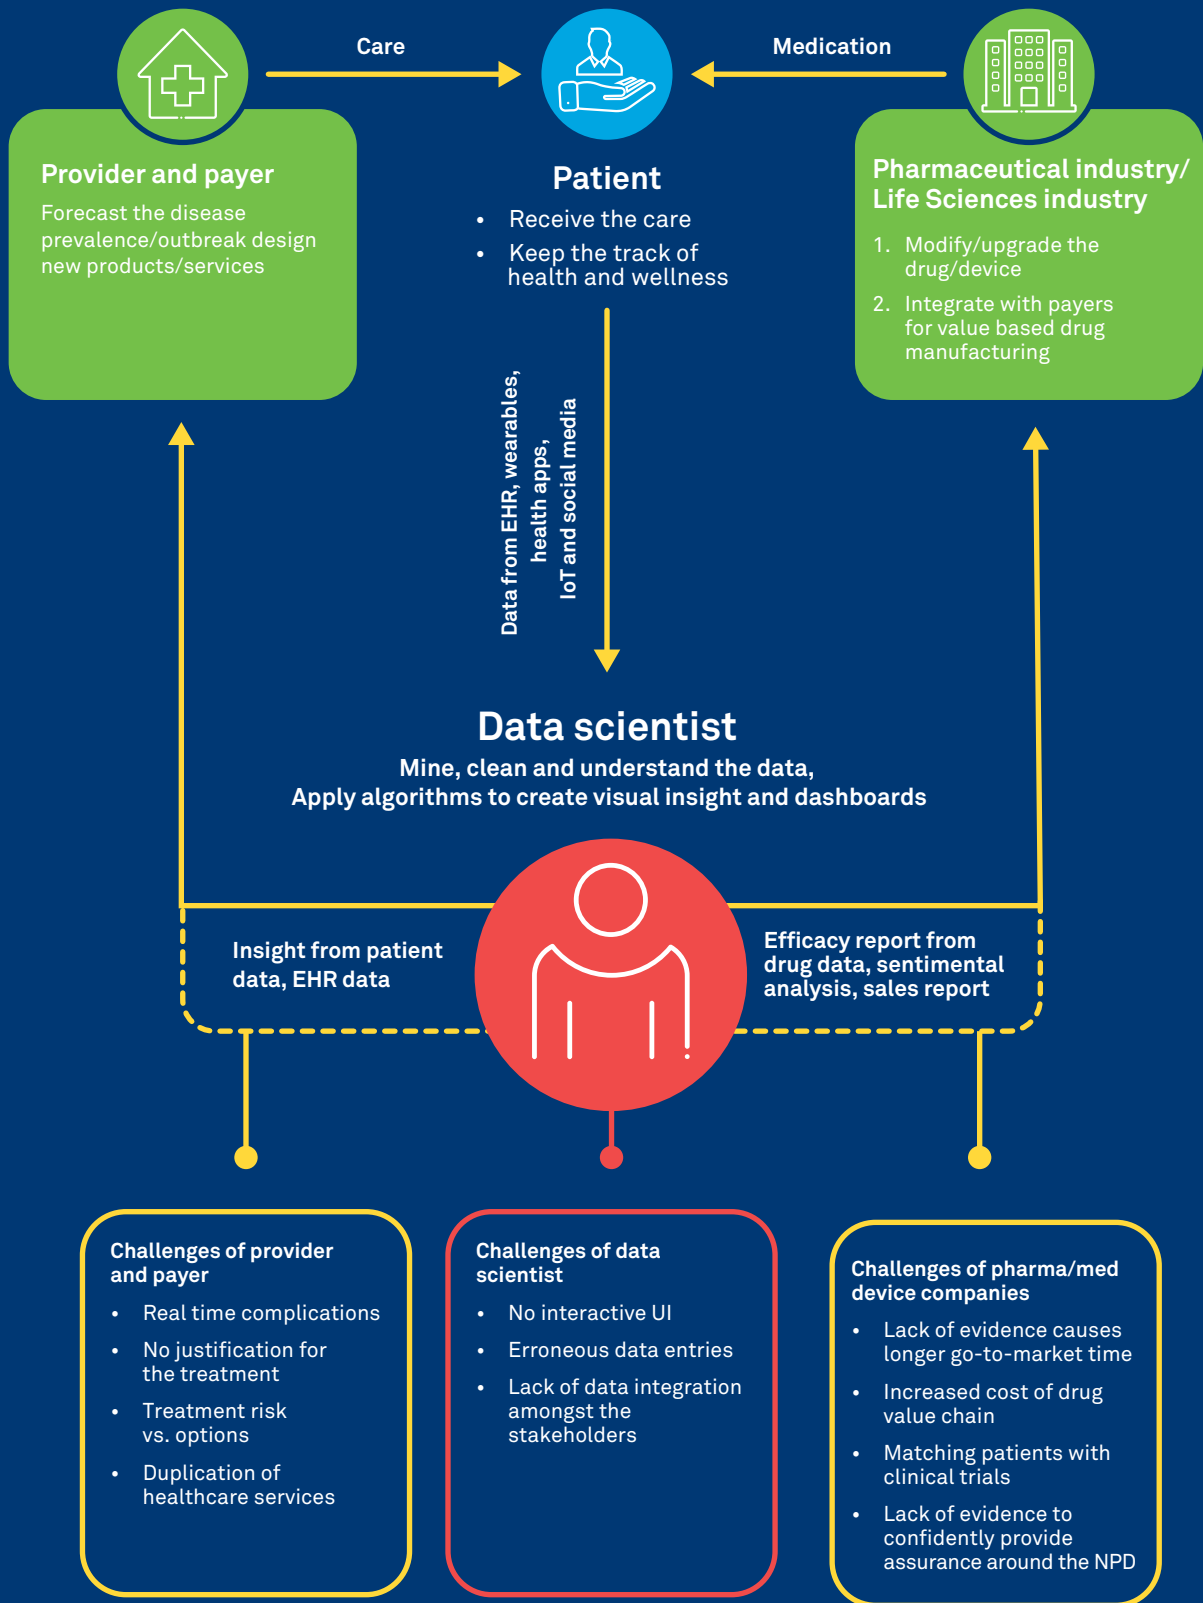 Care
Medication
Provider and payer
Forecast the disease
prevalence/outbreak design
new products/services
Patient
• Receive the care
• Keep the track of
health and wellness
Pharmaceutical industry/
Life Sciences industry
1. Modify/upgrade the
drug/device
2. Integrate with payers
for value based drug
manufacturing
Data from EHR, wearables,
health apps,
IoT and social media
Data scientist
Mine, clean and understand the data,
Apply algorithms to create visual insight and dashboards
Insight from patient
data, EHR data
Efficacy report from
drug data, sentimental
analysis, sales report
Challenges of provider
and payer
• Real time complications
• No justification for
the treatment
• Treatment risk
vs. options
• Duplication of
healthcare services
Challenges of data
scientist
• No interactive UI
• Erroneous data entries
• Lack of data integration
amongst the
stakeholders
Challenges of pharma/med
device companies
• Lack of evidence causes
longer go-to-market time
• Increased cost of drug
value chain
• Matching patients with
clinical trials
• Lack of evidence to
confidently provide
assurance around the NPD